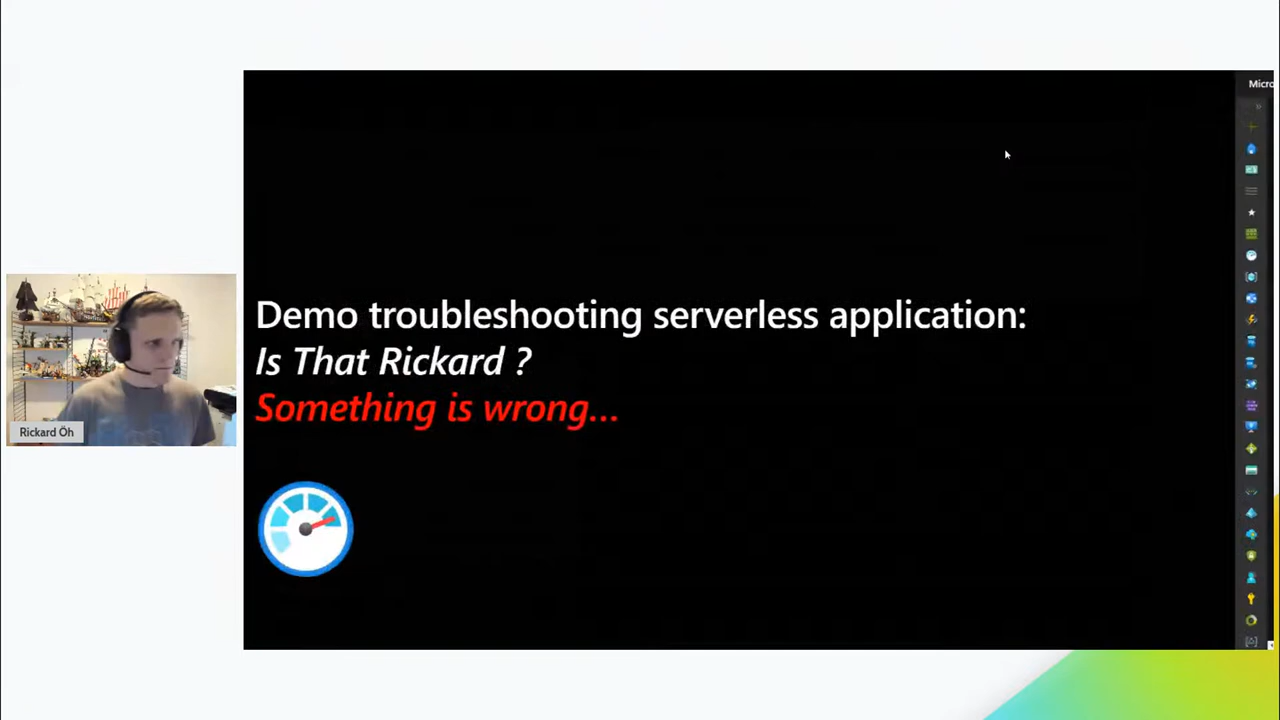 Micro
Demo troubleshooting serverless application:
Is That Rickard ?
Something is wrong...
Rickard Öh